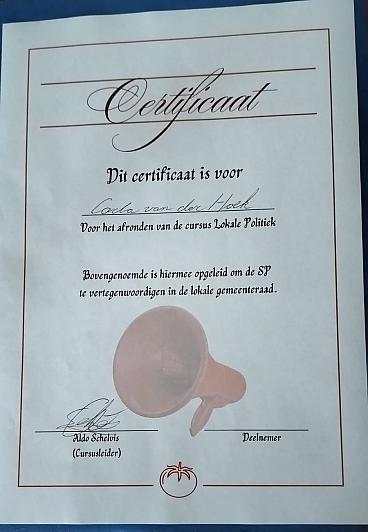 Certificaat
Dit certificaat is voor
Carla van der Hoek
Voor het afronden van de cursus Lokale Politiek
Bovengenoemde is hiermee opgeleid om de SP
te vertegenwoordigen in de lokale gemeenteraad.
Aldo Schelvis
(Cursusleider)
Deelnemer